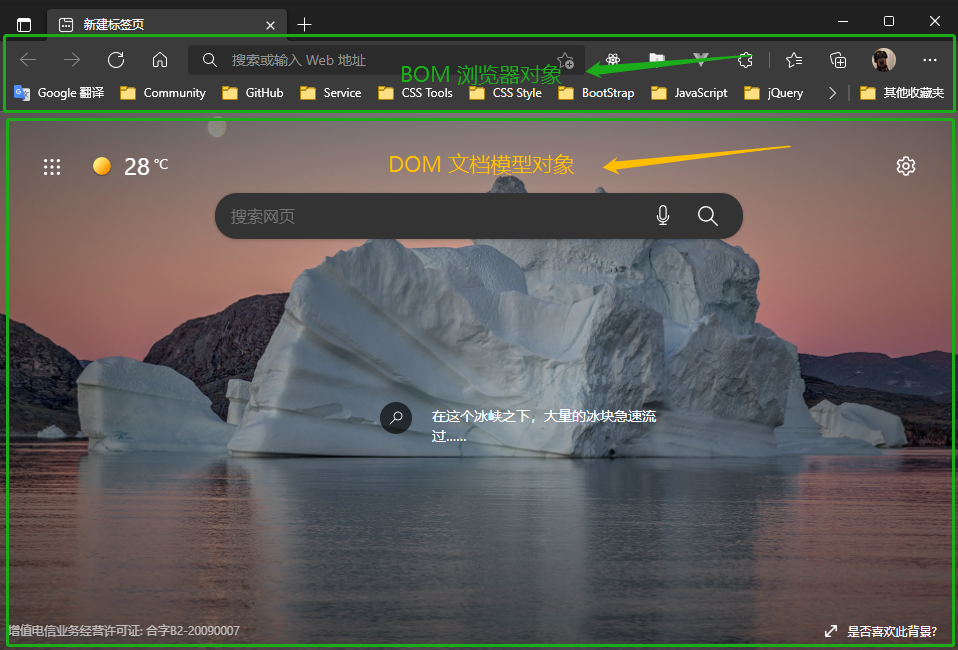 新建标签页
搜索或输入 Web 地址
BOM 浏览器对象
Google 翻译 Community GitHub Service CSS Tools CSS Style BootStrap JavaScript jQuery 其他收藏夹
28 °C
DOM 文档模型对象
搜索网页
在这个冰峡之下，大量的冰块急速流
过......
增值电信业务经营许可证: 合字B2-20090007
是否喜欢此背景?